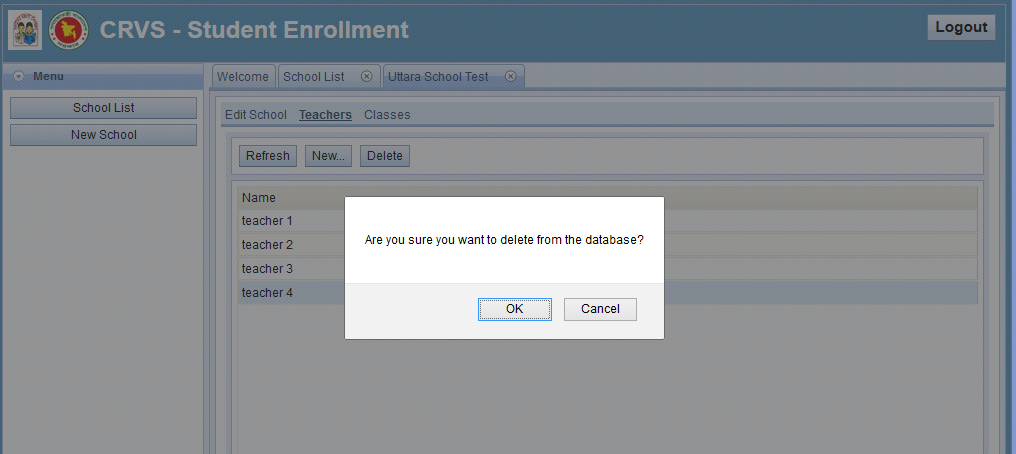 CRVS - Student Enrollment
Logout
Menu
Welcome School List Uttara School Test
School List
New School
Edit School Teachers Classes
Refresh New... Delete
Name
teacher 1
teacher 2
teacher 3
teacher 4
Are you sure you want to delete from the database?
OK Cancel